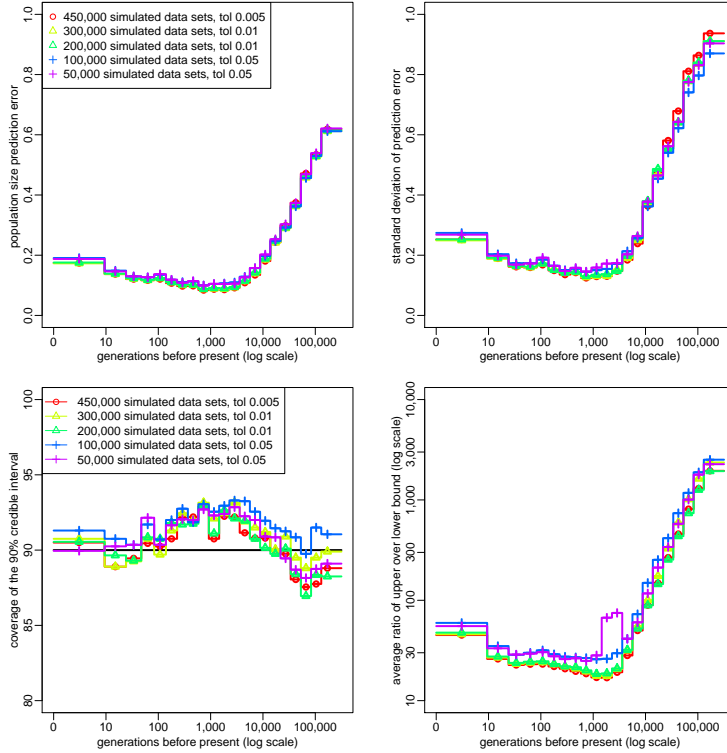 450,000 simulated data sets, tol 0.005
300,000 simulated data sets, tol 0.01
200,000 simulated data sets, tol 0.01
100,000 simulated data sets, tol 0.05
50,000 simulated data sets, tol 0.05
population size prediction error
0.0
0.2
0.4
0.6
0.8
1.0
0
10
100
1,000
10,000
100,000
generations before present (log scale)
standard deviation of prediction error
0.0
0.2
0.4
0.6
0.8
1.0
0
10
100
1,000
10,000
100,000
generations before present (log scale)
450,000 simulated data sets, tol 0.005
300,000 simulated data sets, tol 0.01
200,000 simulated data sets, tol 0.01
100,000 simulated data sets, tol 0.05
50,000 simulated data sets, tol 0.05
coverage of the 90% credible interval
80
85
90
95
100
0
10
100
1,000
10,000
100,000
generations before present (log scale)
average ratio of upper over lower bound (log scale)
10
30
100
300
1,000
3,000
10,000
0
10
100
1,000
10,000
100,000
generations before present (log scale)